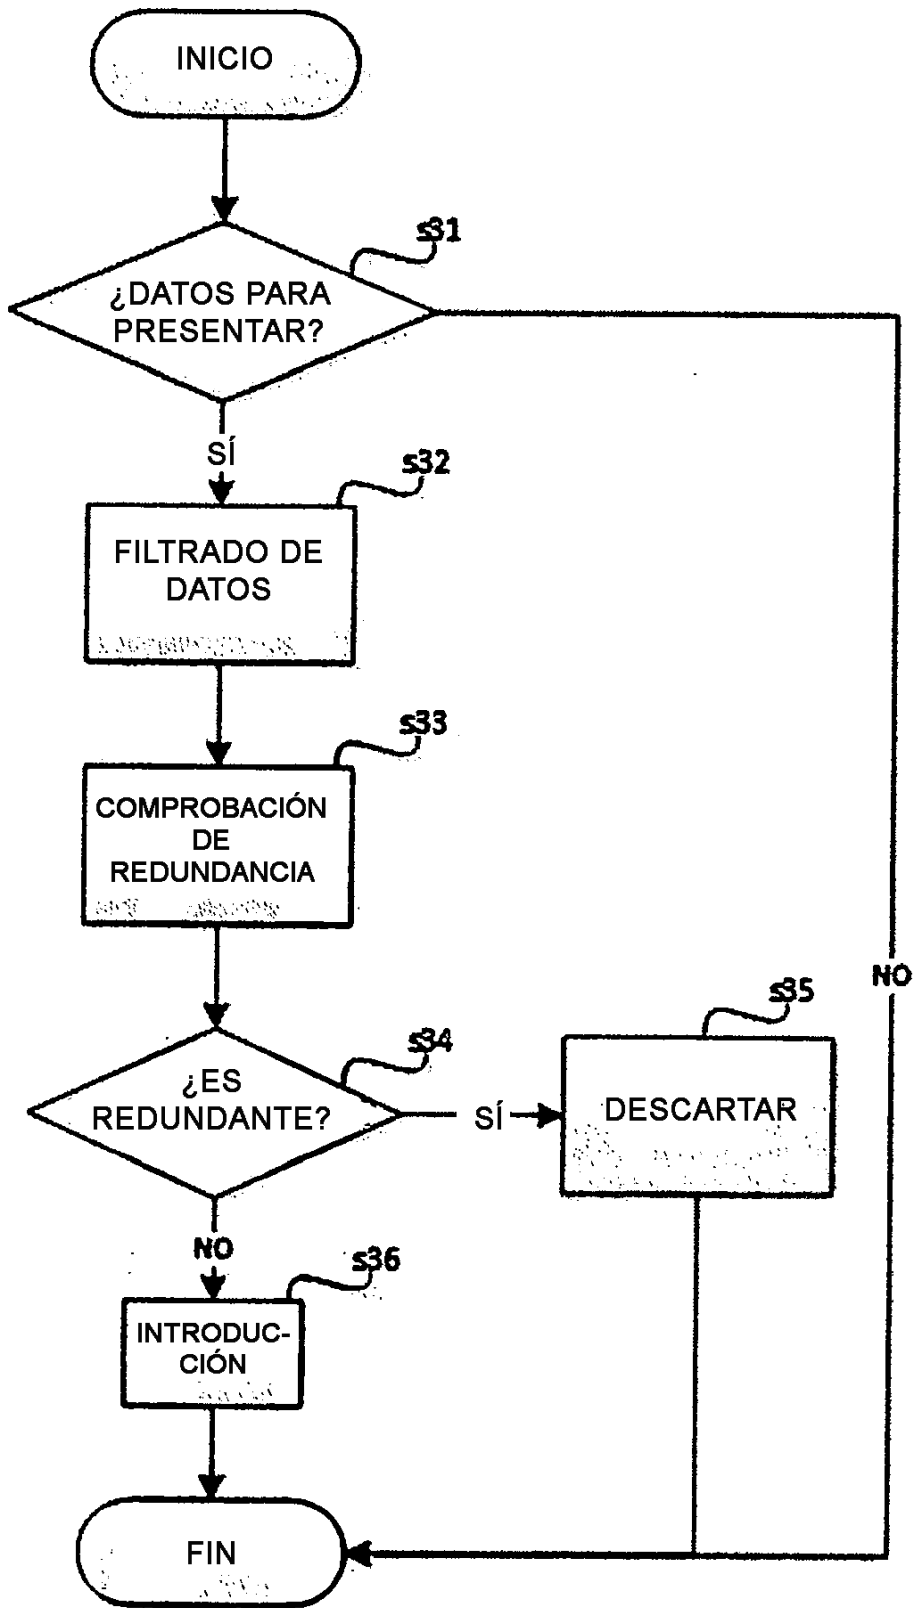 INICIO
s31
¿DATOS PARA
PRESENTAR?
SÍ
s32
FILTRADO DE
DATOS
s33
COMPROBACIÓN
DE
REDUNDANCIA
NO
s34
s35
¿ES
REDUNDANTE?
SÍ
DESCARTAR
NO
s36
INTRODUC-
CIÓN
FIN